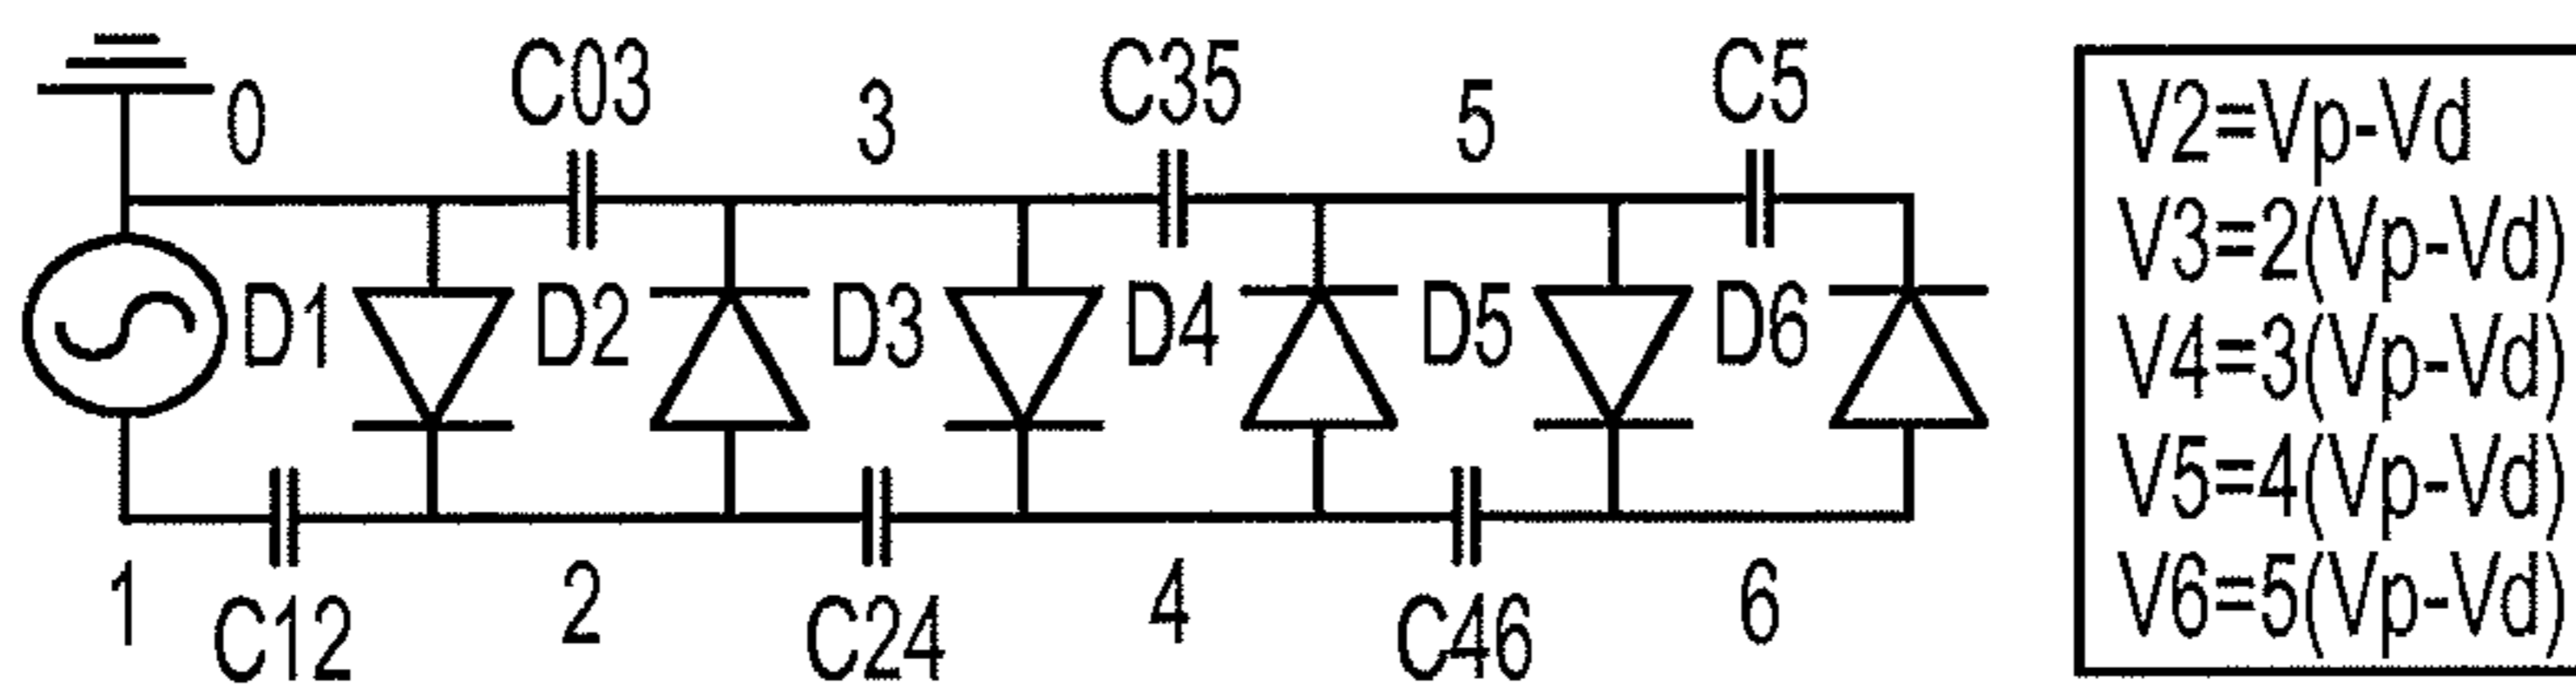 0
C03
3
C35
5
C5
D1
D2
D3
D4
D5
D6
1
C12
2
C24
4
C46
6
V2=Vp-Vd
V3=2(Vp-Vd)
V4=3(Vp-Vd)
V5=4(Vp-Vd)
V6=5(Vp-Vd)